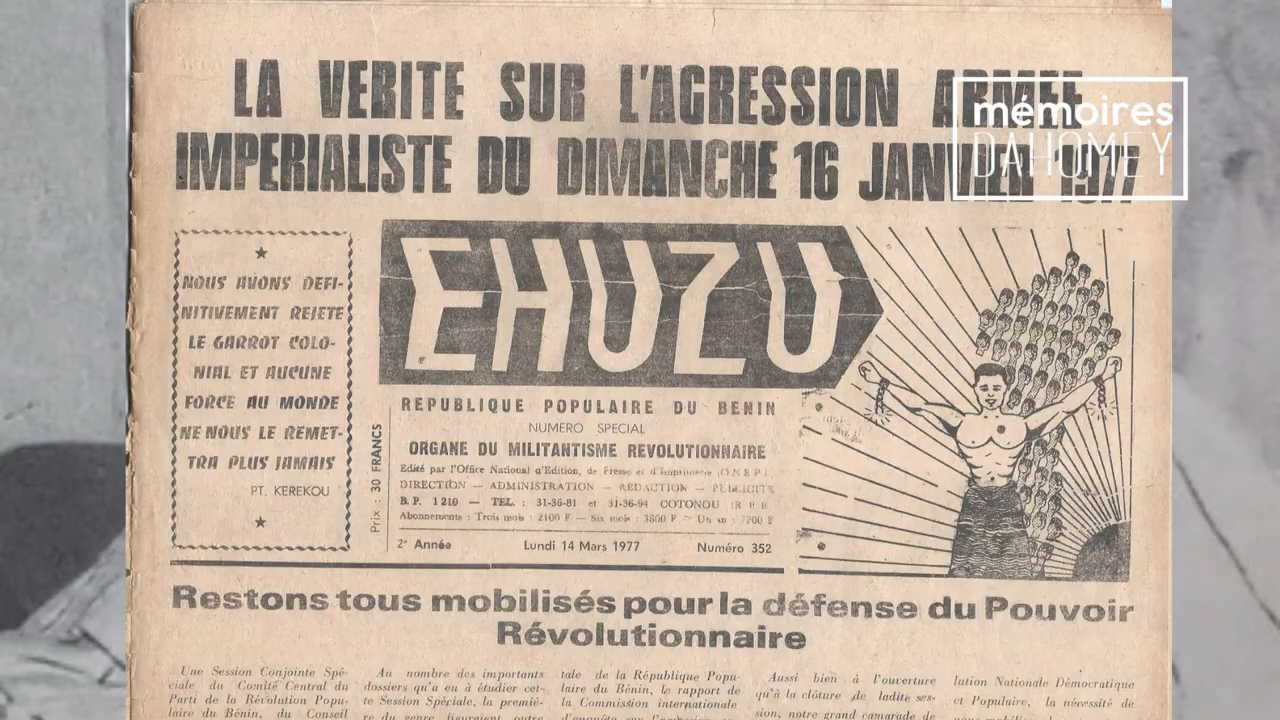 LA VERITE SUR L'AGRESSION ARMEE
IMPERIALISTE DU DIMANCHE 16 JANVIER 1977
mémoires
DAHOMEY
NOUS AVONS DEFI-
NITIVEMENT REJETE
LE GARROT COLO-
NIAL ET AUCUNE
FORCE AU MONDE
NE NOUS LE REMET-
TRA PLUS JAMAIS
PT. KEREKOU
EHUZU
REPUBLIQUE POPULAIRE DU BENIN
NUMERO SPECIAL
ORGANE DU MILITANTISME REVOLUTIONNAIRE
Edité par l'Office National d'Edition, de Presse et d'Imprimerie (O.N.E.P.I.
DIRECTION — ADMINISTRATION — REDACTION — PUBLICITE
B.P. 1210 — TEL. : 31-36-81 et 31-36-94 COTONOU (R P B
Abonnements : Trois mois : 2100 F — Six mois : 3800 F — Un an : 7200 F
Prix : 30 FRANCS
2e Année Lundi 14 Mars 1977 Numéro 352
Restons tous mobilisés pour la défense du Pouvoir
Révolutionnaire
Une Session Conjointe Spé-
ciale du Comité Central du
Parti de la Révolution Popu-
laire du Bénin, du Conseil
Au nombre des importants
dossiers qu'a eu à étudier cet-
te Session Spéciale, la premiè-
re du genre figuraient outre
tale de la République Popu-
laire du Bénin, le rapport de
la Commission internationale
d'enquête sur l'agression
Aussi bien à l'ouverture
qu'à la clôture de ladite ses-
sion, notre grand camarade de
lution Nationale Démocratique
et Populaire, la nécessité de